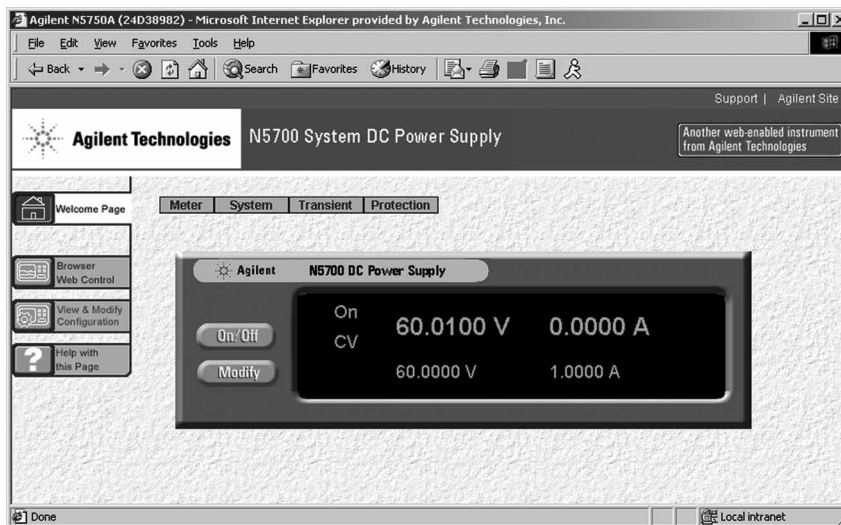 Agilent N5750A (24D38982) - Microsoft Internet Explorer provided by Agilent Technologies, Inc.
File Edit View Favorites Tools Help
Back Search Favorites History
Support | Agilent Site
Agilent Technologies N5700 System DC Power Supply
Another web-enabled instrument
from Agilent Technologies
Welcome Page
Meter System Transient Protection
Browser
Web Control
View & Modify
Configuration
Help with
this Page
Agilent N5700 DC Power Supply
On/Off
Modify
On
CV
60.0100 V 0.0000 A
60.0000 V 1.0000 A
Done Local intranet